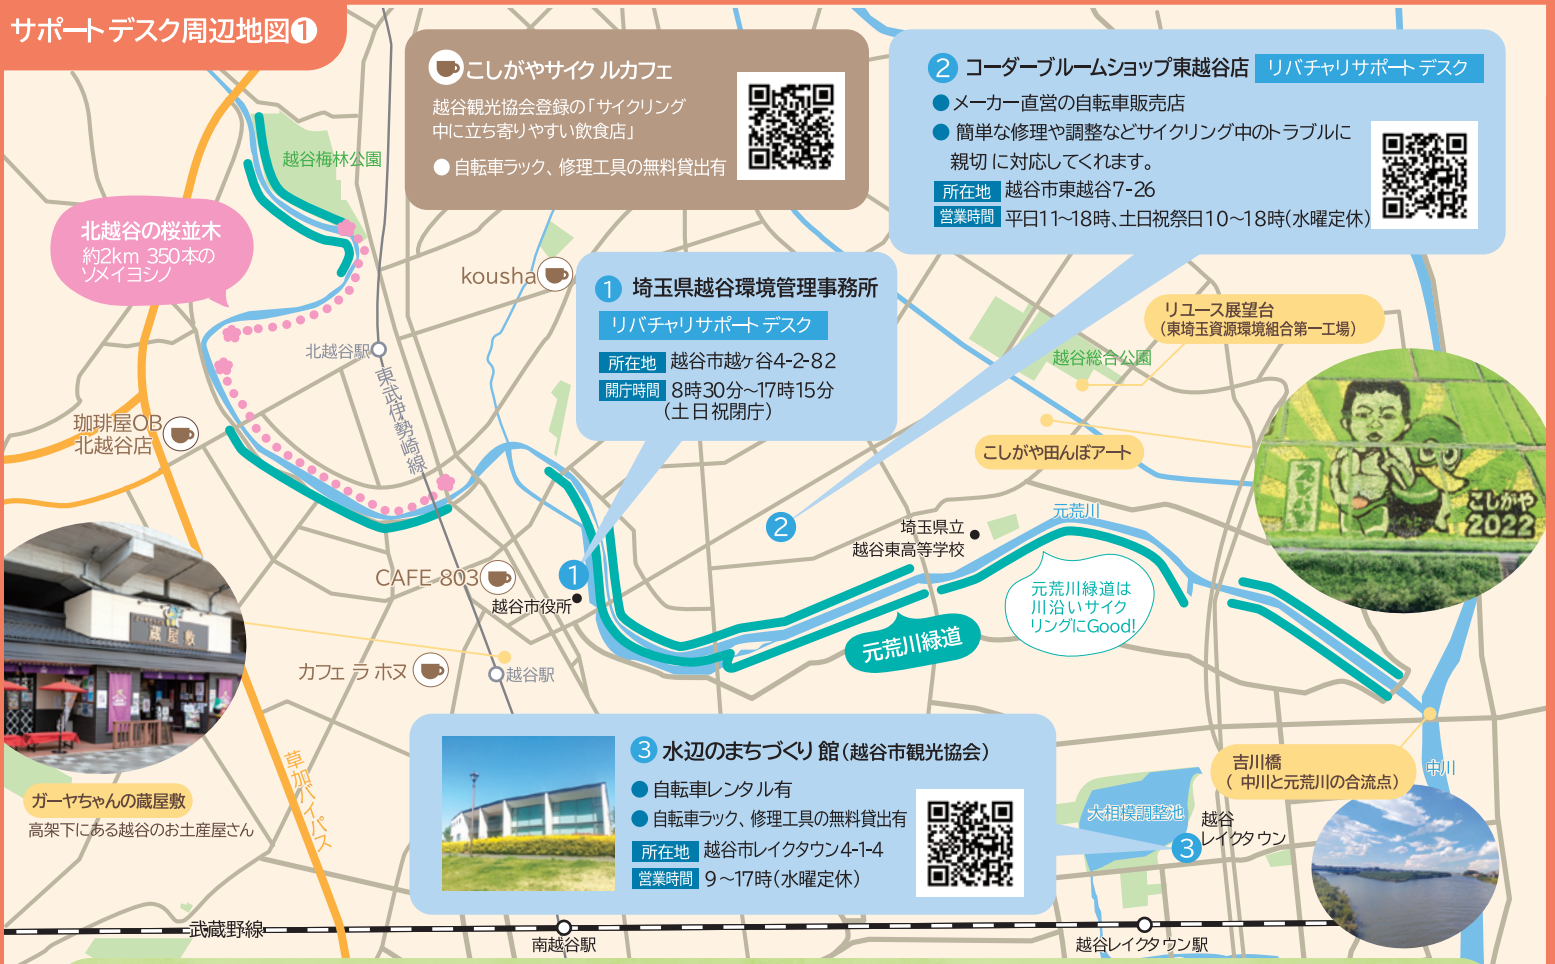 サポートデスク周辺地図❶
こしがやサイクルカフェ
越谷観光協会登録の「サイクリング
中に立ち寄りやすい飲食店」
●自転車ラック、修理工具の無料貸出有
2 コーダーブルームショップ東越谷店 リバチャリサポートデスク
●メーカー直営の自転車販売店
●簡単な修理や調整などサイクリング中のトラブルに
親切に対応してくれます。
所在地 越谷市東越谷7-26
営業時間 平日11～18時、土日祝祭日10～18時(水曜定休)
越谷梅林公園
北越谷の桜並木
約2km 350本の
ソメイヨシノ
kousha
1 埼玉県越谷環境管理事務所
リバチャリサポートデスク
所在地 越谷市越ヶ谷4-2-82
開庁時間 8時30分～17時15分
(土日祝閉庁)
リユース展望台
(東埼玉資源環境組合第一工場)
越谷総合公園
北越谷駅
東武伊勢崎線
珈琲屋OB
北越谷店
こしがや田んぼアート
こしがや
2022
元荒川
2
埼玉県立
越谷東高等学校
CAFE 803
1
越谷市役所
元荒川緑道は
川沿いサイク
リングにGood!
元荒川緑道
蔵屋敷
カフェ ラ ホヌ
越谷駅
3 水辺のまちづくり館(越谷市観光協会)
●自転車レンタル有
●自転車ラック、修理工具の無料貸出有
所在地 越谷市レイクタウン4-1-4
営業時間 9～17時(水曜定休)
草加バイパス
ガーヤちゃんの蔵屋敷
高架下にある越谷のお土産屋さん
吉川橋
(中川と元荒川の合流点)
中川
大相模調整池
越谷
レイクタウン
3
武蔵野線
南越谷駅
越谷レイクタウン駅